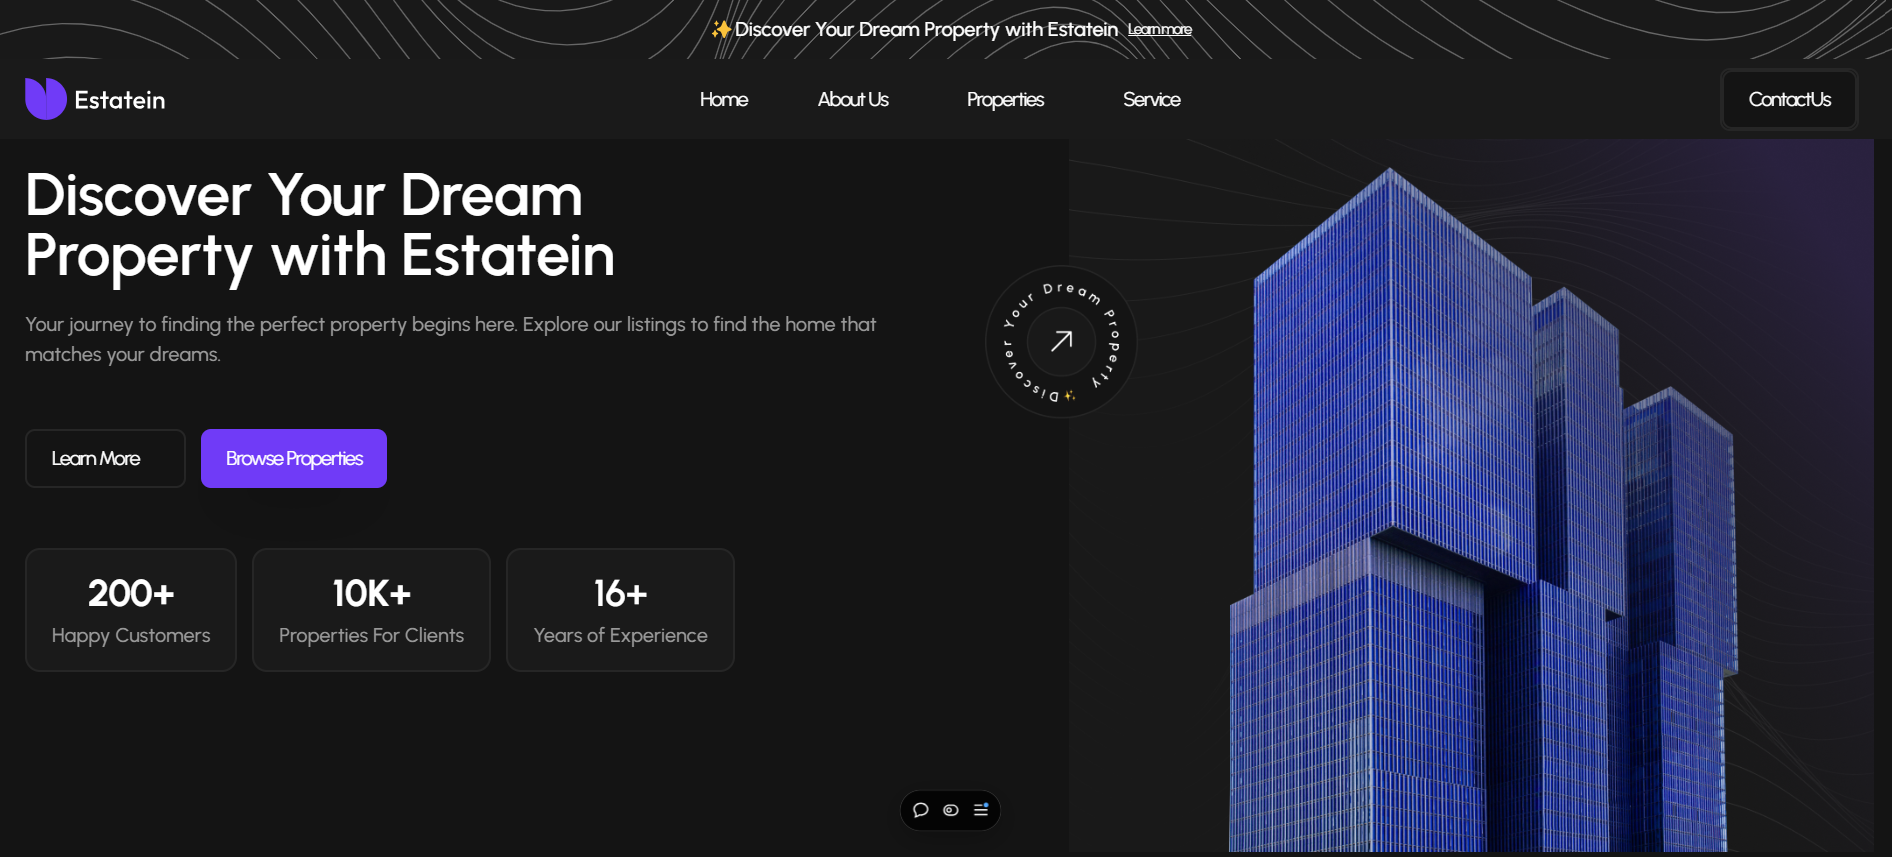 ✨Discover Your Dream Property with Estatein Learn more
Estatein
Home
About Us
Properties
Service
ContactUs
Discover Your Dream
Property with Estatein
Your journey to finding the perfect property begins here. Explore our listings to find the home that
matches your dreams.
✨Discover Your Dream Property
Learn More
Browse Properties
200+
Happy Customers
10K+
Properties For Clients
16+
Years of Experience